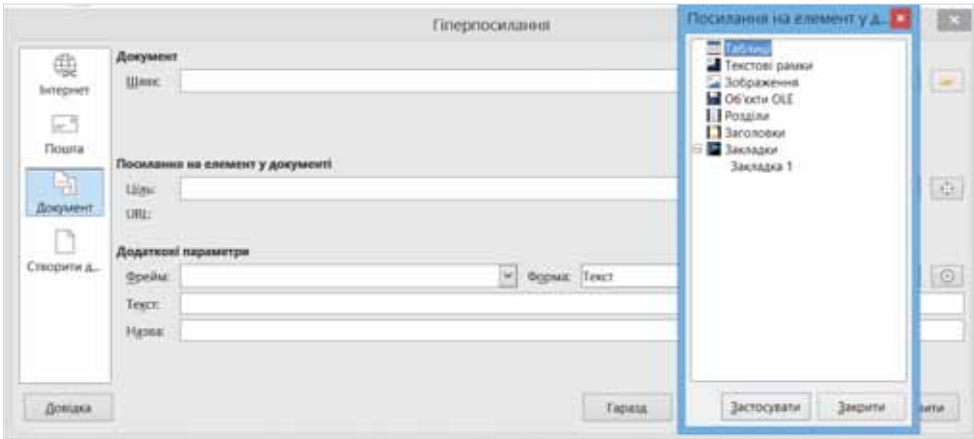 Гіперпосилання
Посилання на елемент у д...
Інтернет
Пошта
Документ
Створити д...
Документ
Шлях:
Посилання на елемент у документі
Ціль:
URL:
Додаткові параметри
Фрейм:
Форма:
Текст
Текст:
Назва:
Таблиці
Текстові рамки
Зображення
Об'єкти OLE
Розділи
Заголовки
Закладки
Закладка 1
Довідка
Гаразд
Застосувати
Закрити